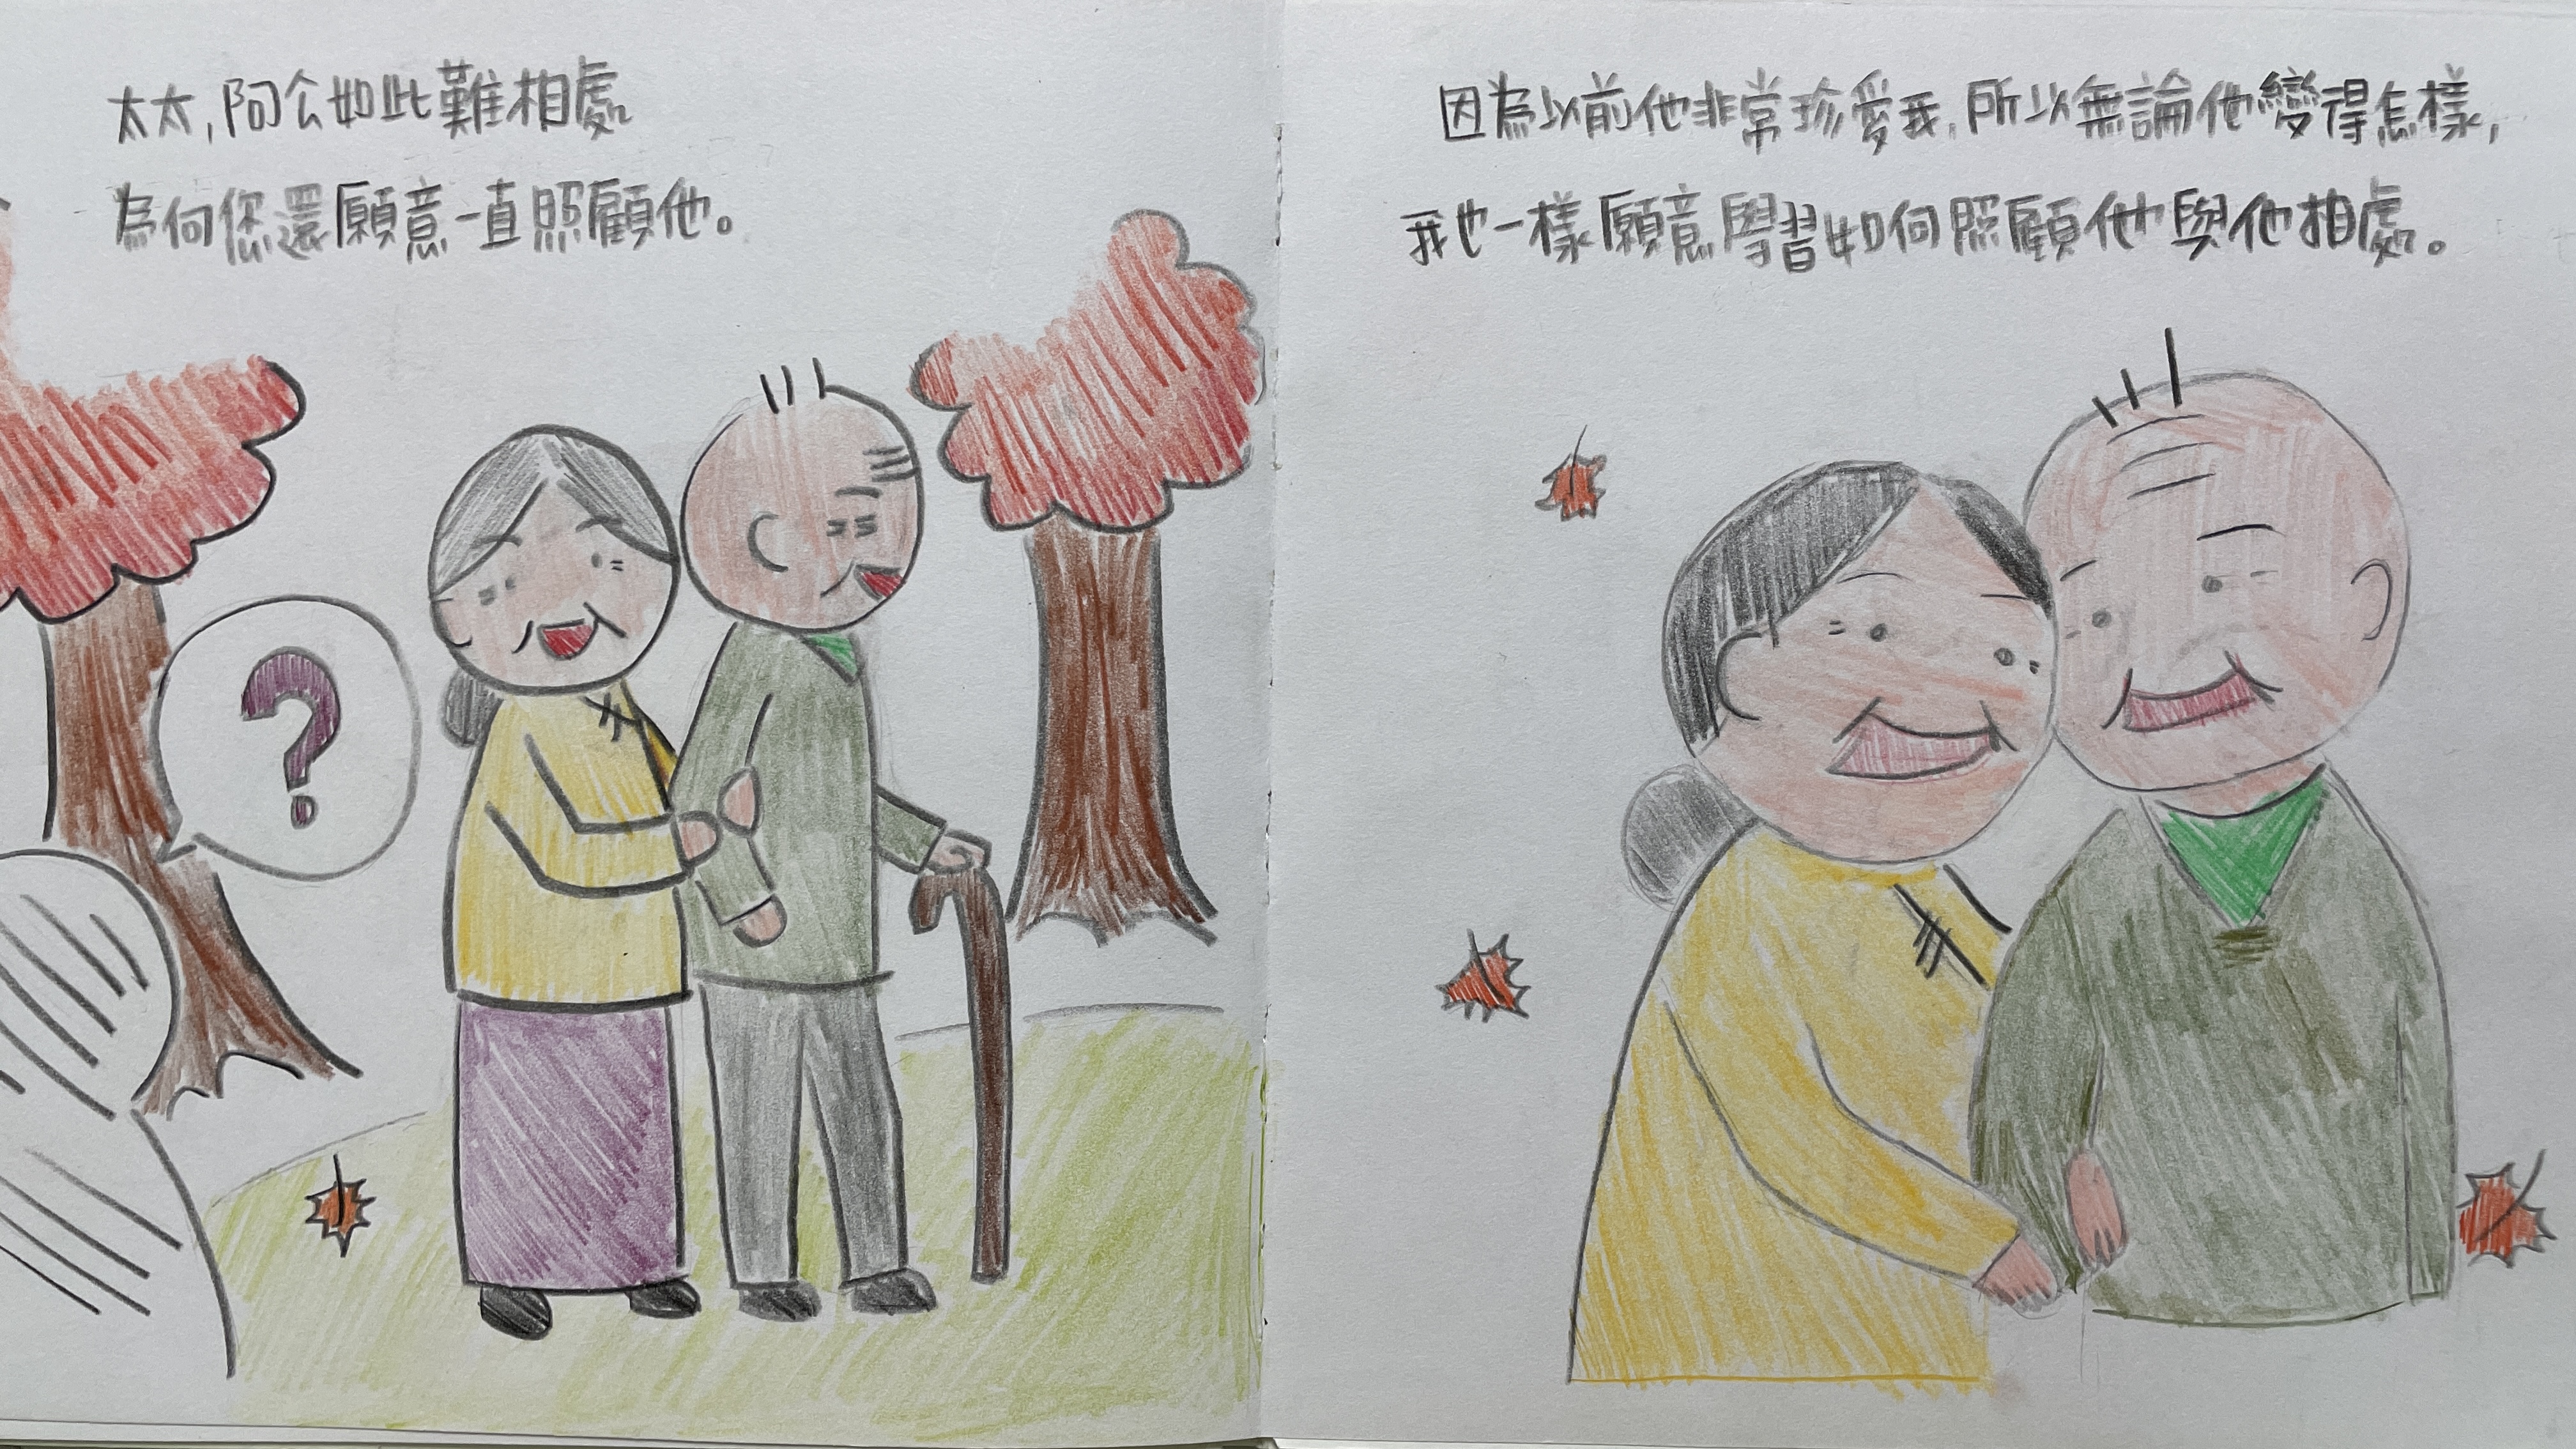 太太,阿公如此難相處
為何您還願意一直照顧他。
?
因為以前他非常珍愛我,所以無論他變得怎樣,
我也一樣願意學習如何照顧他與他相處。